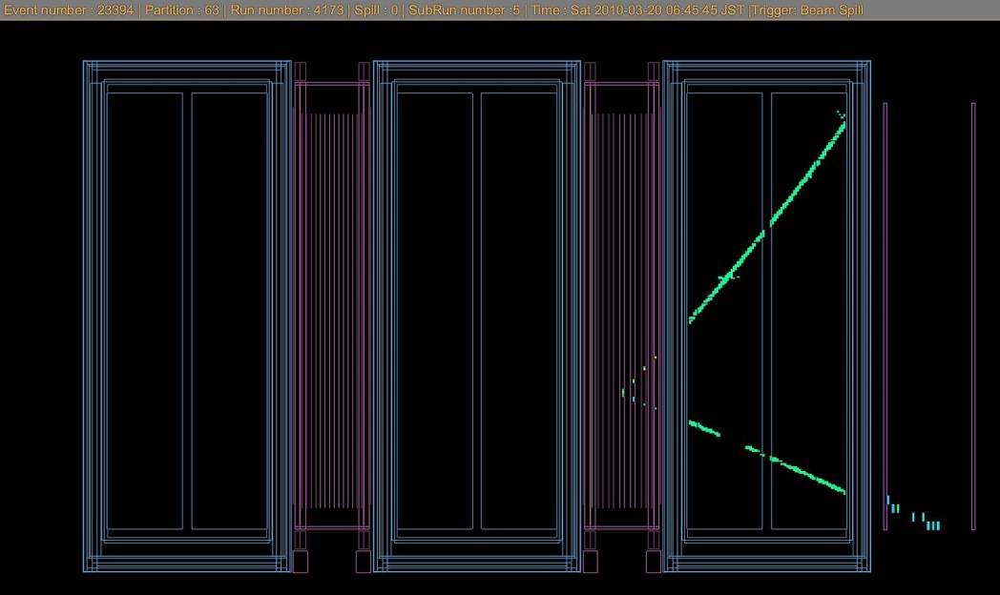 Event number : 23394 | Partition : 63 | Run number : 4173 | Spill : 0 | SubRun number :5 | Time : Sat 2010-03-20 06:45:45 JST |Trigger: Beam Spill